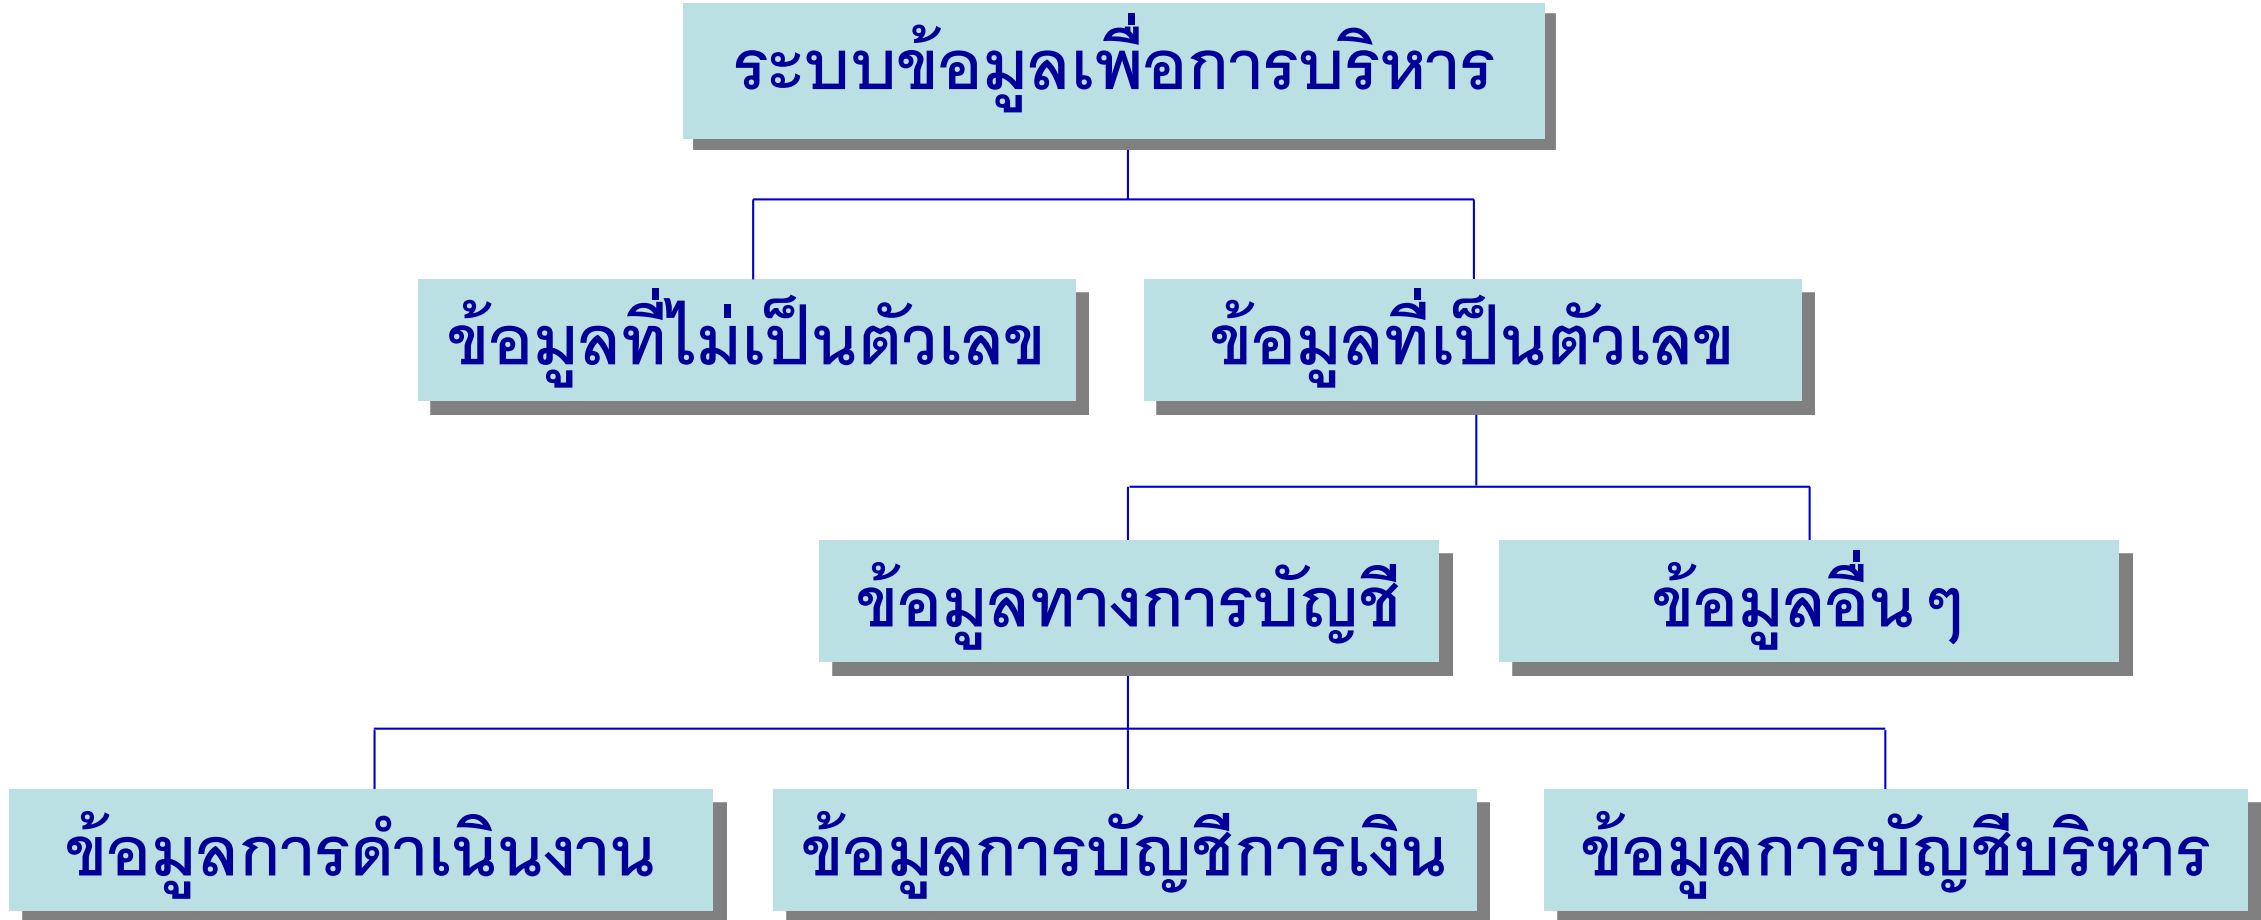 ระบบข้อมูลเพื่อการบริหาร
ข้อมูลที่ไม่เป็นตัวเลข
ข้อมูลที่เป็นตัวเลข
ข้อมูลทางการบัญชี
ข้อมูลอื่น ๆ
ข้อมูลการดำเนินงาน
ข้อมูลการบัญชีการเงิน
ข้อมูลการบัญชีบริหาร